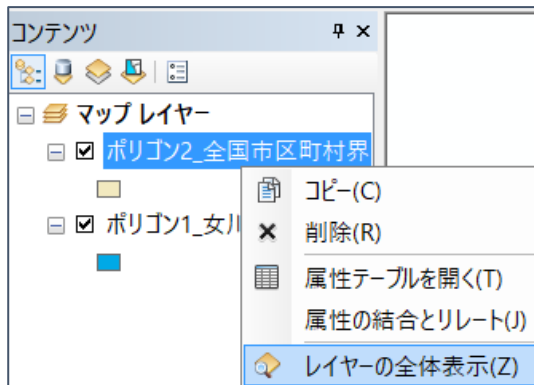 コンテンツ
マップ レイヤー
ポリゴン2_全国市区町村界
コピー(C)
ポリゴン1_女川
削除(R)
属性テーブルを開く(T)
属性の結合とリレート(J)
レイヤーの全体表示(Z)